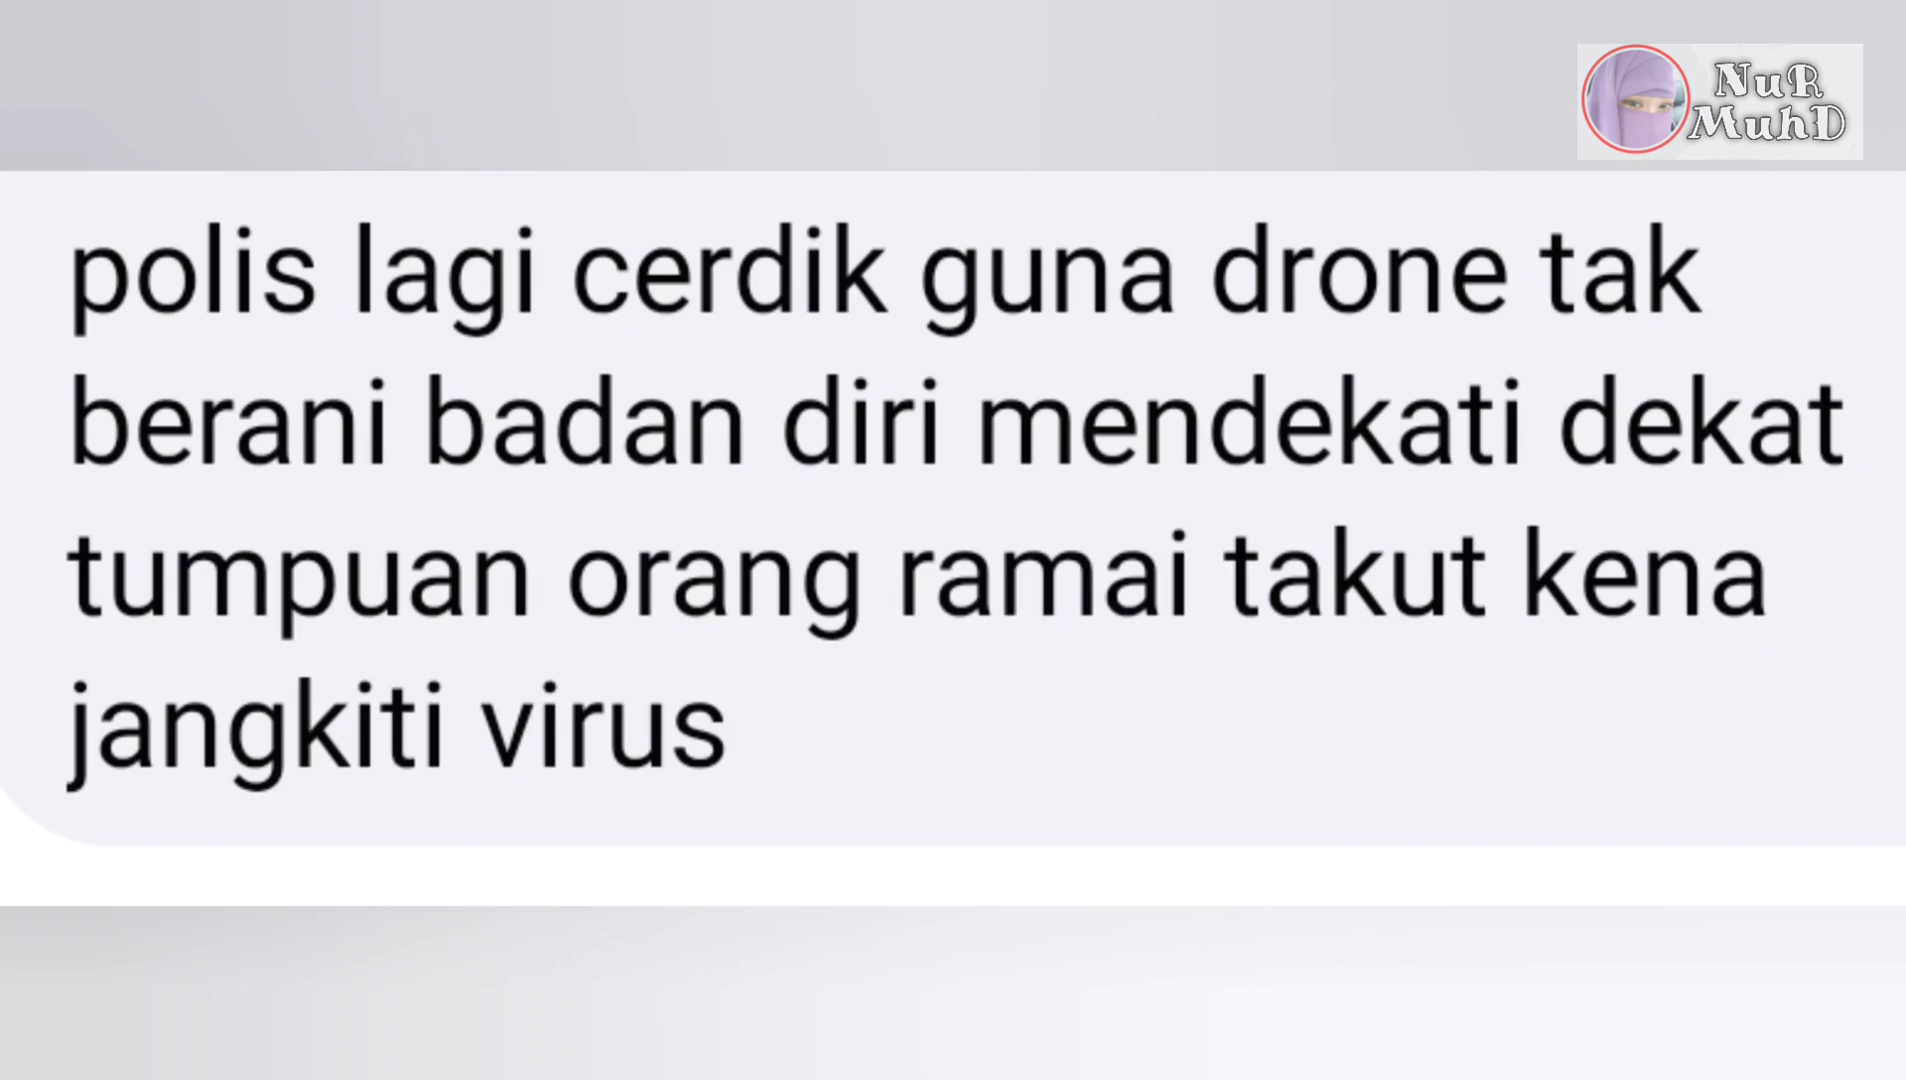 NuR
MuhD
polis lagi cerdik guna drone tak
berani badan diri mendekati dekat
tumpuan orang ramai takut kena
jangkiti virus